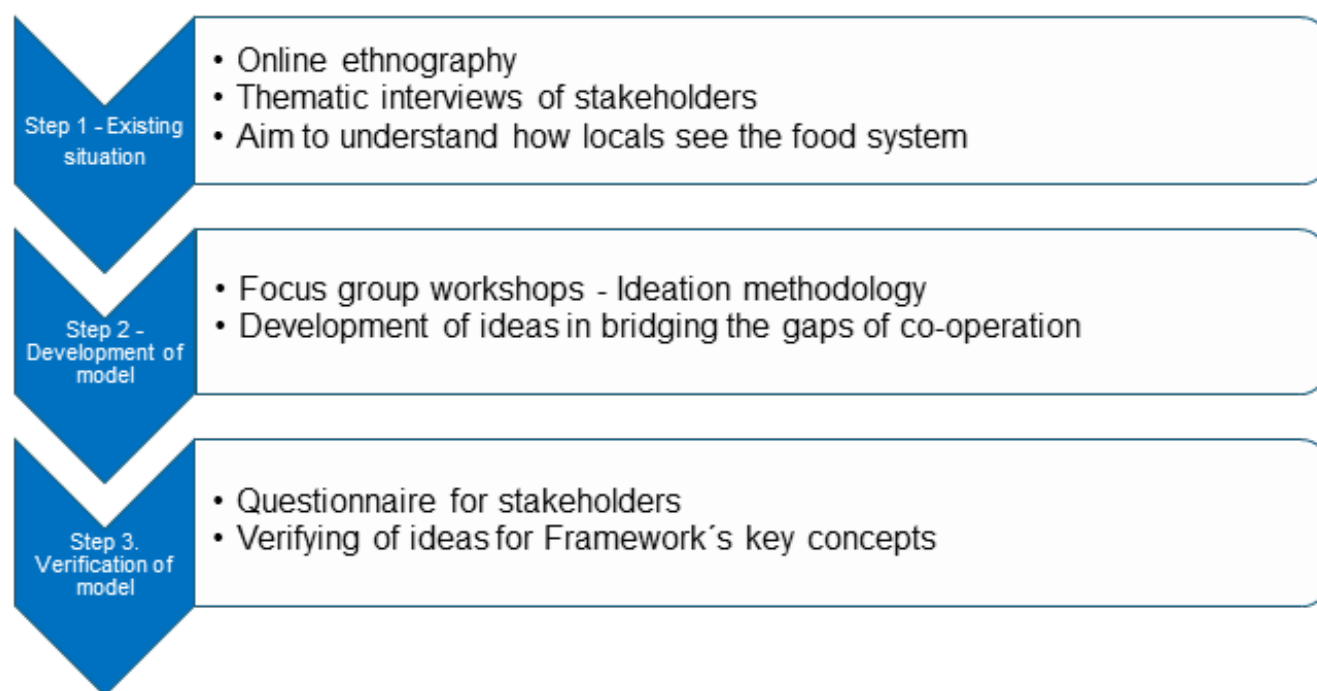 Step 1 - Existing
situation
• Online ethnography
• Thematic interviews of stakeholders
• Aim to understand how locals see the food system
Step 2 -
Development of
model
• Focus group workshops - Ideation methodology
• Development of ideas in bridging the gaps of co-operation
Step 3.
Verification of
model
• Questionnaire for stakeholders
• Verifying of ideas for Framework´s key concepts